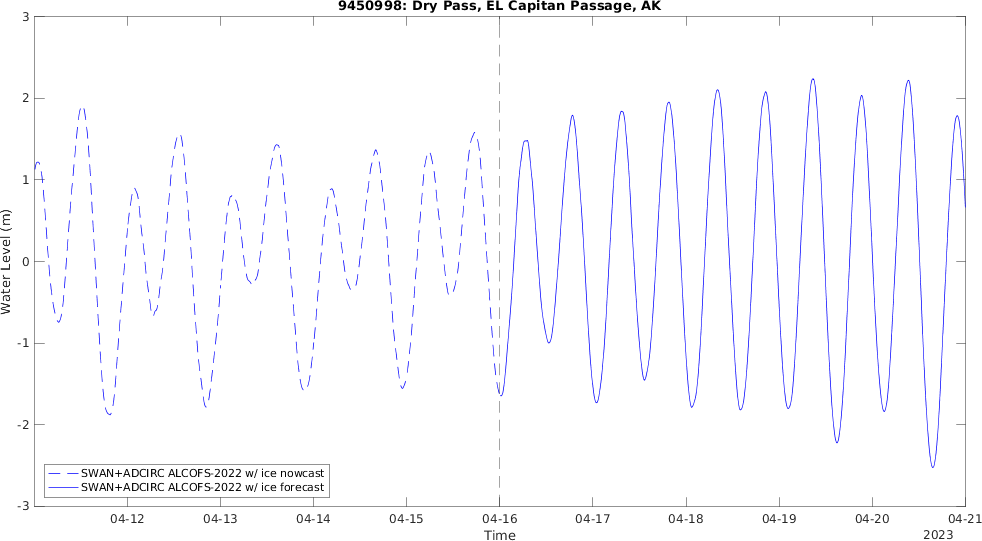 9450998: Dry Pass, EL Capitan Passage, AK
3
2
1
0
-1
-2
-3
Water Level (m)
SWAN+ADCIRC ALCOFS-2022 w/ ice nowcast
SWAN+ADCIRC ALCOFS-2022 w/ ice forecast
04-12 04-13 04-14 04-15 04-16 04-17 04-18 04-19 04-20 04-21
Time
2023